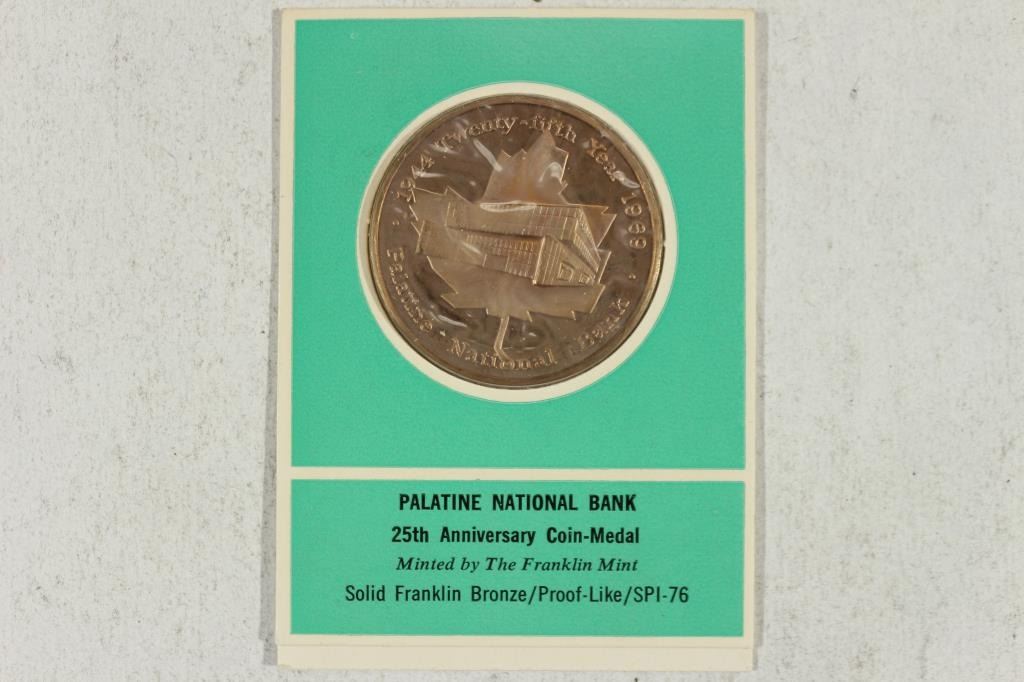 1944 Twenty-fifth Year 1969
Palatine National Bank
PALATINE NATIONAL BANK
25th Anniversary Coin-Medal
Minted by The Franklin Mint
Solid Franklin Bronze/Proof-Like/SPI-76